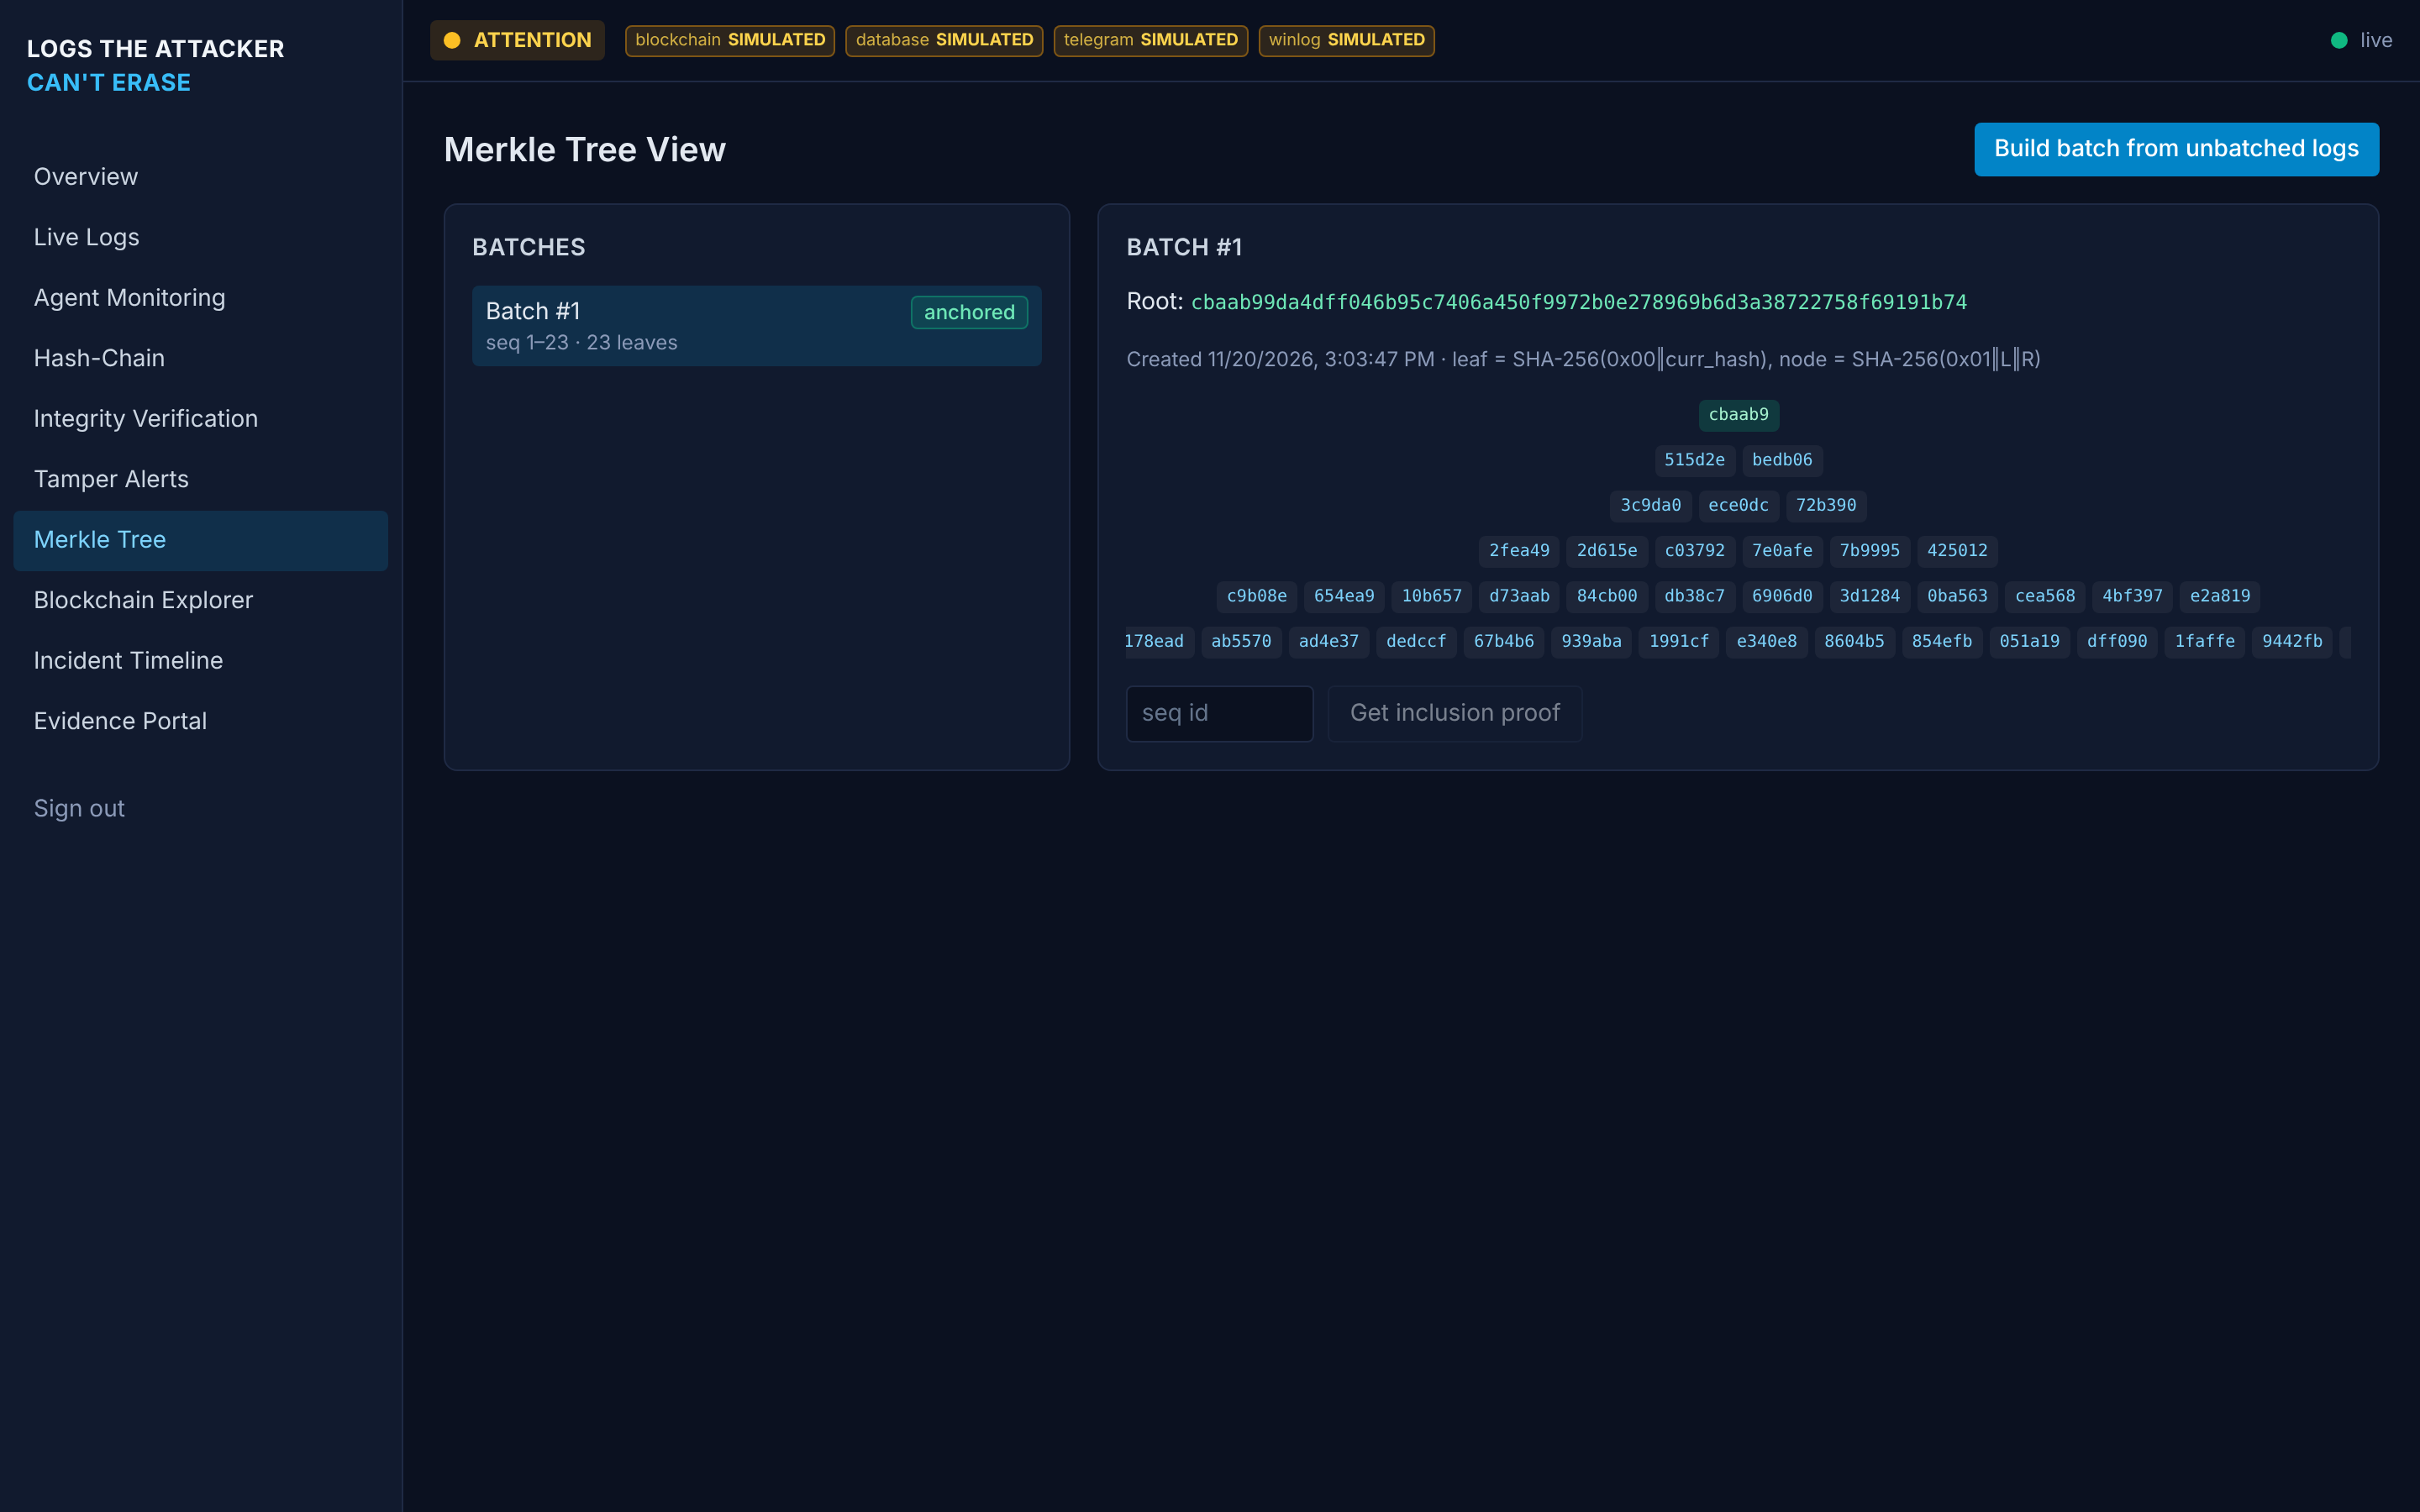 LOGS THE ATTACKER
CAN'T ERASE
Overview
Live Logs
Agent Monitoring
Hash-Chain
Integrity Verification
Tamper Alerts
Merkle Tree
Blockchain Explorer
Incident Timeline
Evidence Portal
Sign out
ATTENTION blockchain SIMULATED database SIMULATED telegram SIMULATED winlog SIMULATED live
Merkle Tree View
Build batch from unbatched logs
BATCHES
Batch #1 anchored
seq 1–23 · 23 leaves
BATCH #1
Root: cbaab99da4dff046b95c7406a450f9972b0e278969b6d3a38722758f69191b74
Created 11/20/2026, 3:03:47 PM · leaf = SHA-256(0x00‖curr_hash), node = SHA-256(0x01‖L‖R)
cbaab9
515d2e bedb06
3c9da0 ece0dc 72b390
2fea49 2d615e c03792 7e0afe 7b9995 425012
c9b08e 654ea9 10b657 d73aab 84cb00 db38c7 6906d0 3d1284 0ba563 cea568 4bf397 e2a819
178ead ab5570 ad4e37 dedccf 67b4b6 939aba 1991cf e340e8 8604b5 854efb 051a19 dff090 1faffe 9442fb
seq id Get inclusion proof